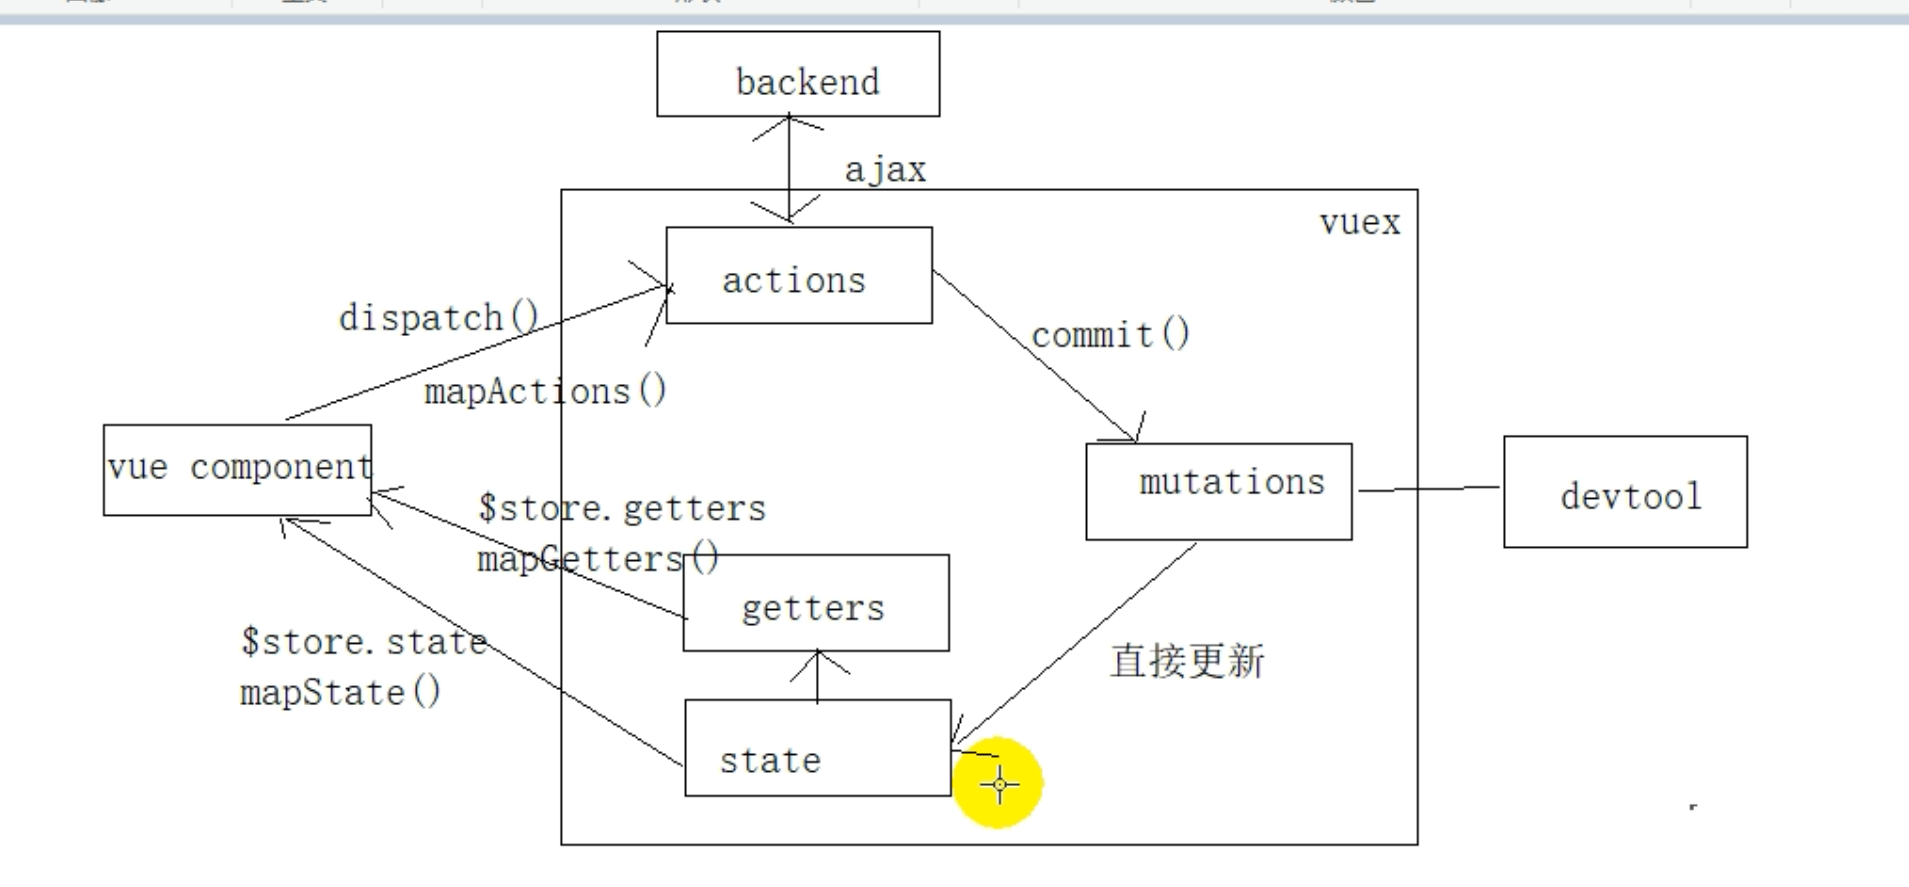 backend
ajax
vuex
actions
dispatch()
commit()
mapActions()
vue component
mutations
devtool
$store.getters
mapGetters()
getters
$store.state
直接更新
mapState()
state